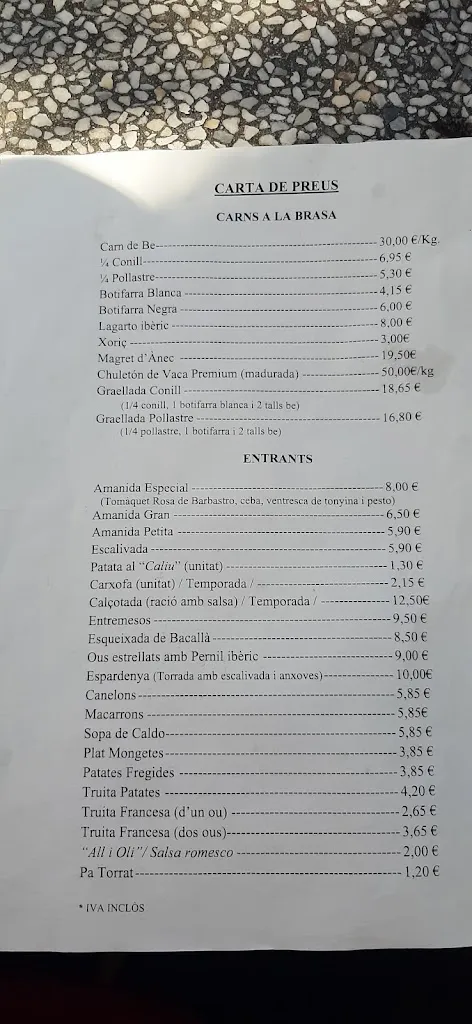 CARTA DE PREUS
CARNS A LA BRASA
Carn de Be --- 30,00 €/Kg.
¼ Conill --- 6,95 €
¼ Pollastre --- 5,30 €
Botifarra Blanca --- 4,15 €
Botifarra Negra --- 6,00 €
Lagarto ibèric --- 8,00 €
Xoriç --- 3,00€
Magret d'Ànec --- 19,50€
Chuletón de Vaca Premium (madurada) --- 50,00€/kg
Graellada Conill --- 18,65 €
(1/4 conill, 1 botifarra blanca i 2 talls be)
Graellada Pollastre --- 16,80 €
(1/4 pollastre, 1 botifarra i 2 talls be)
ENTRANTS
Amanida Especial --- 8,00 €
(Tomàquet Rosa de Barbastro, ceba, ventresca de tonyina i pesto)
Amanida Gran --- 6,50 €
Amanida Petita --- 5,90 €
Escalivada --- 5,90 €
Patata al "Caliu" (unitat) --- 1,30 €
Carxofa (unitat) / Temporada / --- 2,15 €
Calçotada (ració amb salsa) / Temporada / --- 12,50€
Entremesos --- 9,50 €
Esqueixada de Bacallà --- 8,50 €
Ous estrellats amb Pernil ibèric --- 9,00 €
Espardenya (Torrada amb escalivada i anxoves) --- 10,00€
Canelons --- 5,85 €
Macarrons --- 5,85€
Sopa de Caldo --- 5,85 €
Plat Mongetes --- 3,85 €
Patates Fregides --- 3,85 €
Truita Patates --- 4,20 €
Truita Francesa (d'un ou) --- 2,65 €
Truita Francesa (dos ous) --- 3,65 €
"All i Oli"/ Salsa romesco --- 2,00 €
Pa Torrat --- 1,20 €
* IVA INCLÒS